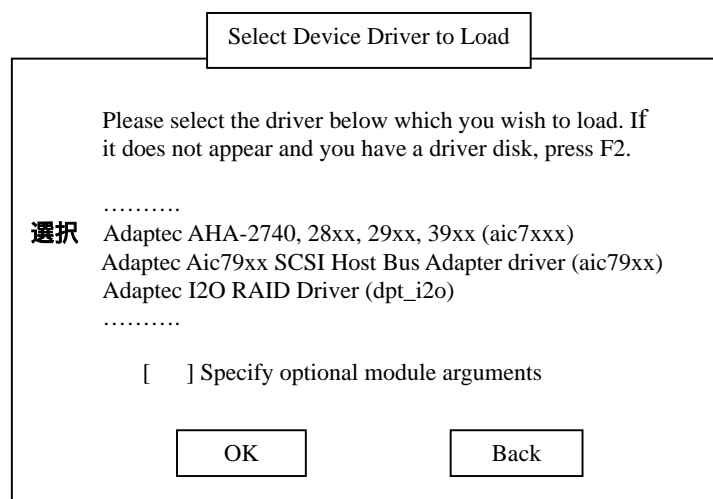 Select Device Driver to Load
Please select the driver below which you wish to load. If
it does not appear and you have a driver disk, press F2.
……….
選択 Adaptec AHA-2740, 28xx, 29xx, 39xx (aic7xxx)
Adaptec Aic79xx SCSI Host Bus Adapter driver (aic79xx)
Adaptec I2O RAID Driver (dpt_i2o)
……….
[ ] Specify optional module arguments
OK Back